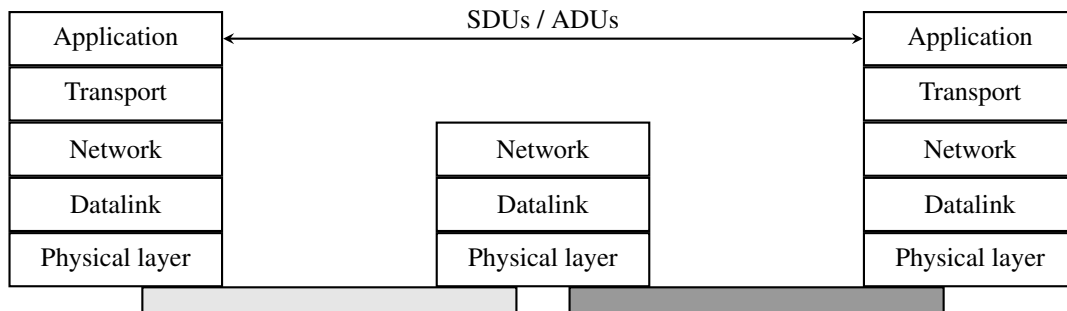 SDUs / ADUs
Application
Application
Transport
Transport
Network
Network
Network
Datalink
Datalink
Datalink
Physical layer
Physical layer
Physical layer